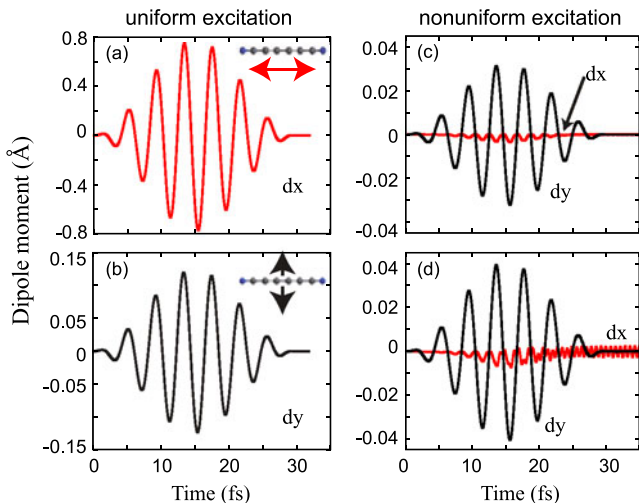 uniform excitation
nonuniform excitation
Dipole moment (Å)
(a)
0.8
0.4
0
-0.4
-0.8
dx
(c)
0.04
0.02
0
-0.02
-0.04
dx
dy
(b)
0.15
0.05
0
-0.05
-0.15
dy
0 10 20 30
Time (fs)
(d)
0.04
0.02
0
-0.02
-0.04
dx
dy
0 10 20 30
Time (fs)